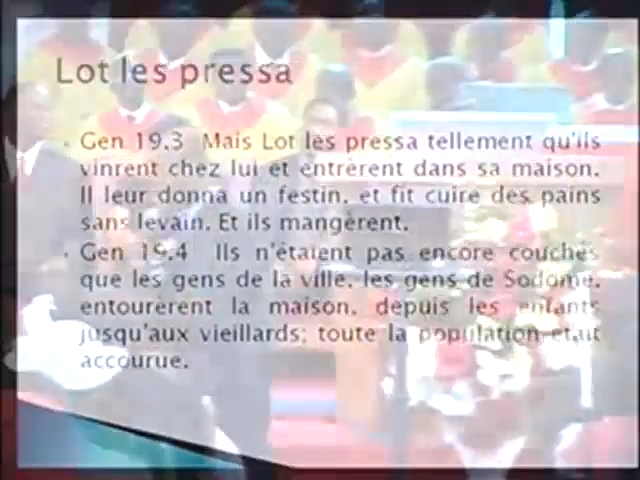 Lot les pressa
Gen 19.3 Mais Lot les pressa tellement qu'ils
vinrent chez lui et entrèrent dans sa maison.
Il leur donna un festin, et fit cuire des pains
sans levain. Et ils mangèrent.
Gen 19.4 Ils n'étaient pas encore couchés
que les gens de la ville, les gens de Sodome,
entourèrent la maison, depuis les enfants
jusqu'aux vieillards; toute la population était
accourue.